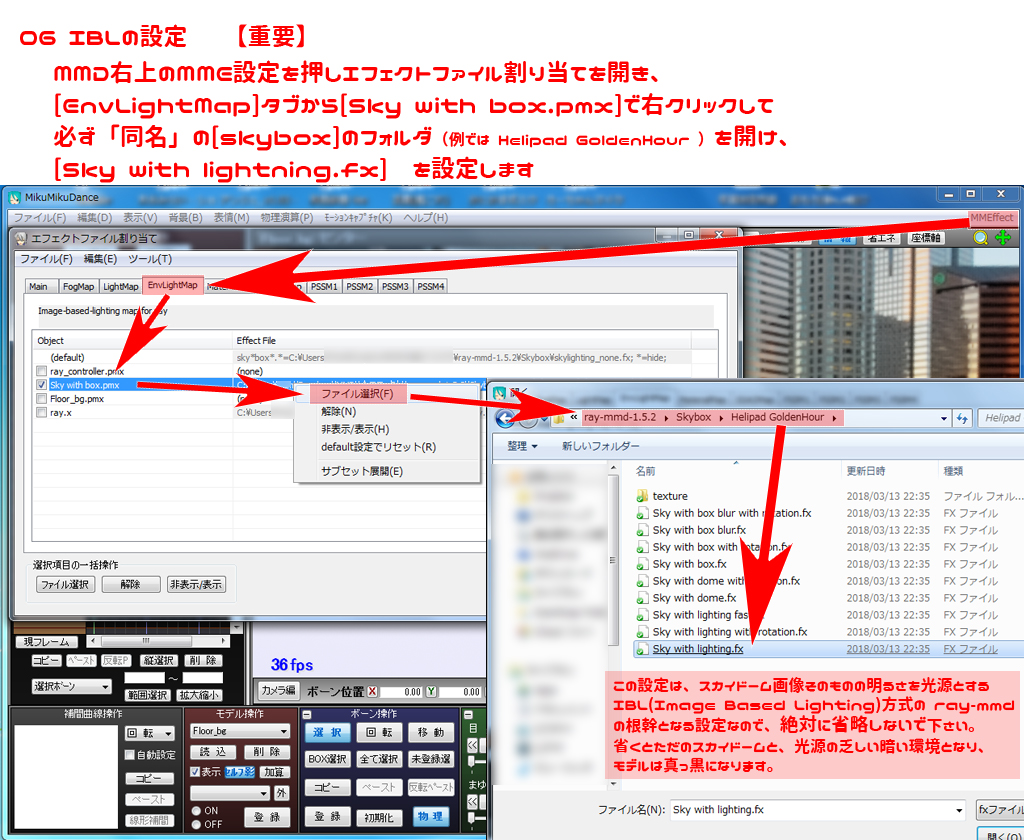 06 IBLの設定 【重要】
MMD右上のMME設定を押しエフェクトファイル割り当てを開き、
[EnvLightMap]タブから[Sky with box.pmx]で右クリックして
必ず「同名」の[skybox]のフォルダ（例では Helipad GoldenHour ）を開け、
[Sky with lightning.fx] を設定します
MikuMikuDance
ファイル(F) 編集(D) 表示(V) 背景(B) 表情(M) 物理演算(P) ﾓｰｼｮﾝｷｬﾌﾟﾁｬ(K) ヘルプ(H)
MMEffect
エフェクトファイル割り当て
省エネ 座標軸
ファイル(F) 編集(E) ツール(T)
Main FogMap LightMap EnvLightMap PSSM1 PSSM2 PSSM3 PSSM4
Image-based-lighting map for ray
Object Effect File
(default) sky*box*.*=C:¥Users ¥ray-mmd-1.5.2¥Skybox¥skylighting_none.fx; *=hide;
ray_controller.pmx (none)
Sky with box.pmx
Floor_bg.pmx
ray.x C:¥Users
ファイル選択(F)
解除(N)
非表示/表示(H)
default設定でリセット(R)
サブセット展開(E)
選択項目の一括操作
ファイル選択 解除 非表示/表示
開く
« ray-mmd-1.5.2 Skybox Helipad GoldenHour Helipad
整理 新しいフォルダー
名前 更新日時 種類
texture 2018/03/13 22:35 ファイル フォル...
Sky with box blur with rotation.fx 2018/03/13 22:35 FX ファイル
Sky with box blur.fx 2018/03/13 22:35 FX ファイル
Sky with box with rotation.fx 2018/03/13 22:35 FX ファイル
Sky with box.fx 2018/03/13 22:35 FX ファイル
Sky with dome with rotation.fx 2018/03/13 22:35 FX ファイル
Sky with dome.fx 2018/03/13 22:35 FX ファイル
Sky with lighting fas 2018/03/13 22:35 FX ファイル
Sky with lighting with rotation.fx 2018/03/13 22:35 FX ファイル
Sky with lighting.fx 2018/03/13 22:35 FX ファイル
この設定は、スカイドーム画像そのものの明るさを光源とする
IBL(Image Based Lighting)方式の ray-mmd
の根幹となる設定なので、絶対に省略しないで下さい。
省くとただのスカイドームと、光源の乏しい暗い環境となり、
モデルは真っ黒になります。
ファイル名(N): Sky with lighting.fx fxファイル
開く(O)
現フレーム
コピー ペースト 反転P 縦選択 削 除
選択ボーン ～ 範囲選択 拡大縮小
36fps
カメラ編 ボーン位置 X 0.00 Y 0.00
補間曲線操作
回 転
自動設定
コピー
ペースト
線形補間
モデル操作
Floor_bg
読 込 削 除
表示 セルフ影 加算
外
ON
OFF
登 録
ボーン操作
選 択 回 転 移 動
BOX選択 全て選択 未登録選
コピー ペースト 反転ペースト
登 録 初期化 物 理
目
まゆ